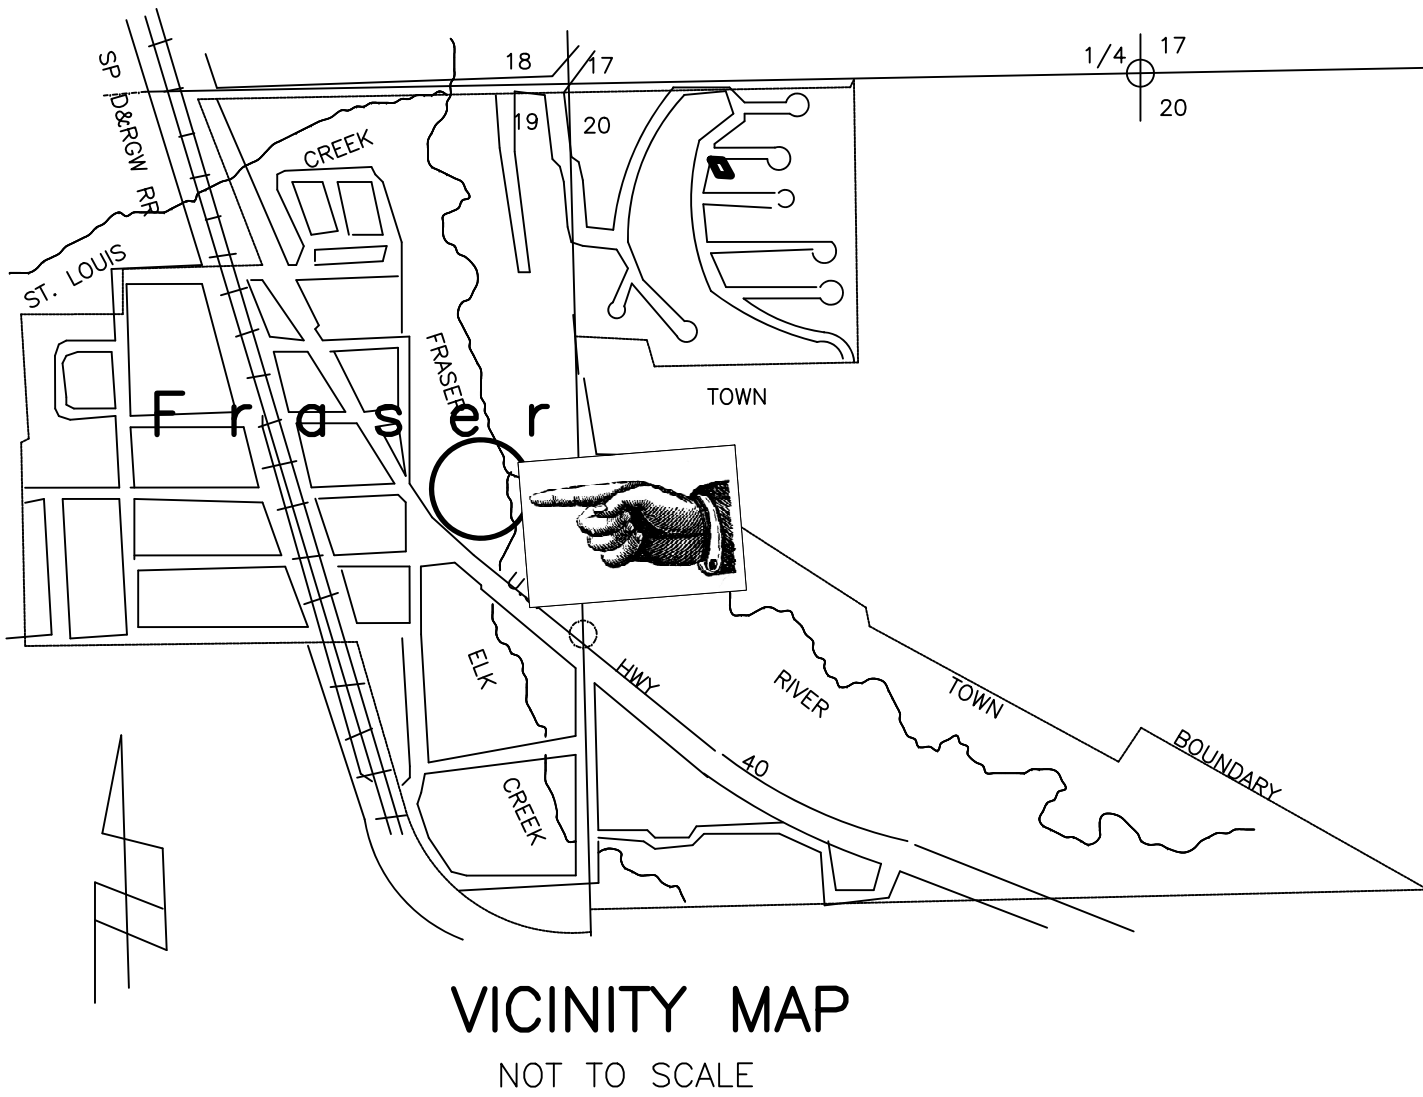 18
17
1/4
17
19
20
20
SP D&RGW RR
CREEK
ST. LOUIS
FRASER
TOWN
Fraser
U
ELK
HWY
RIVER
TOWN
40
BOUNDARY
CREEK
VICINITY MAP
NOT TO SCALE